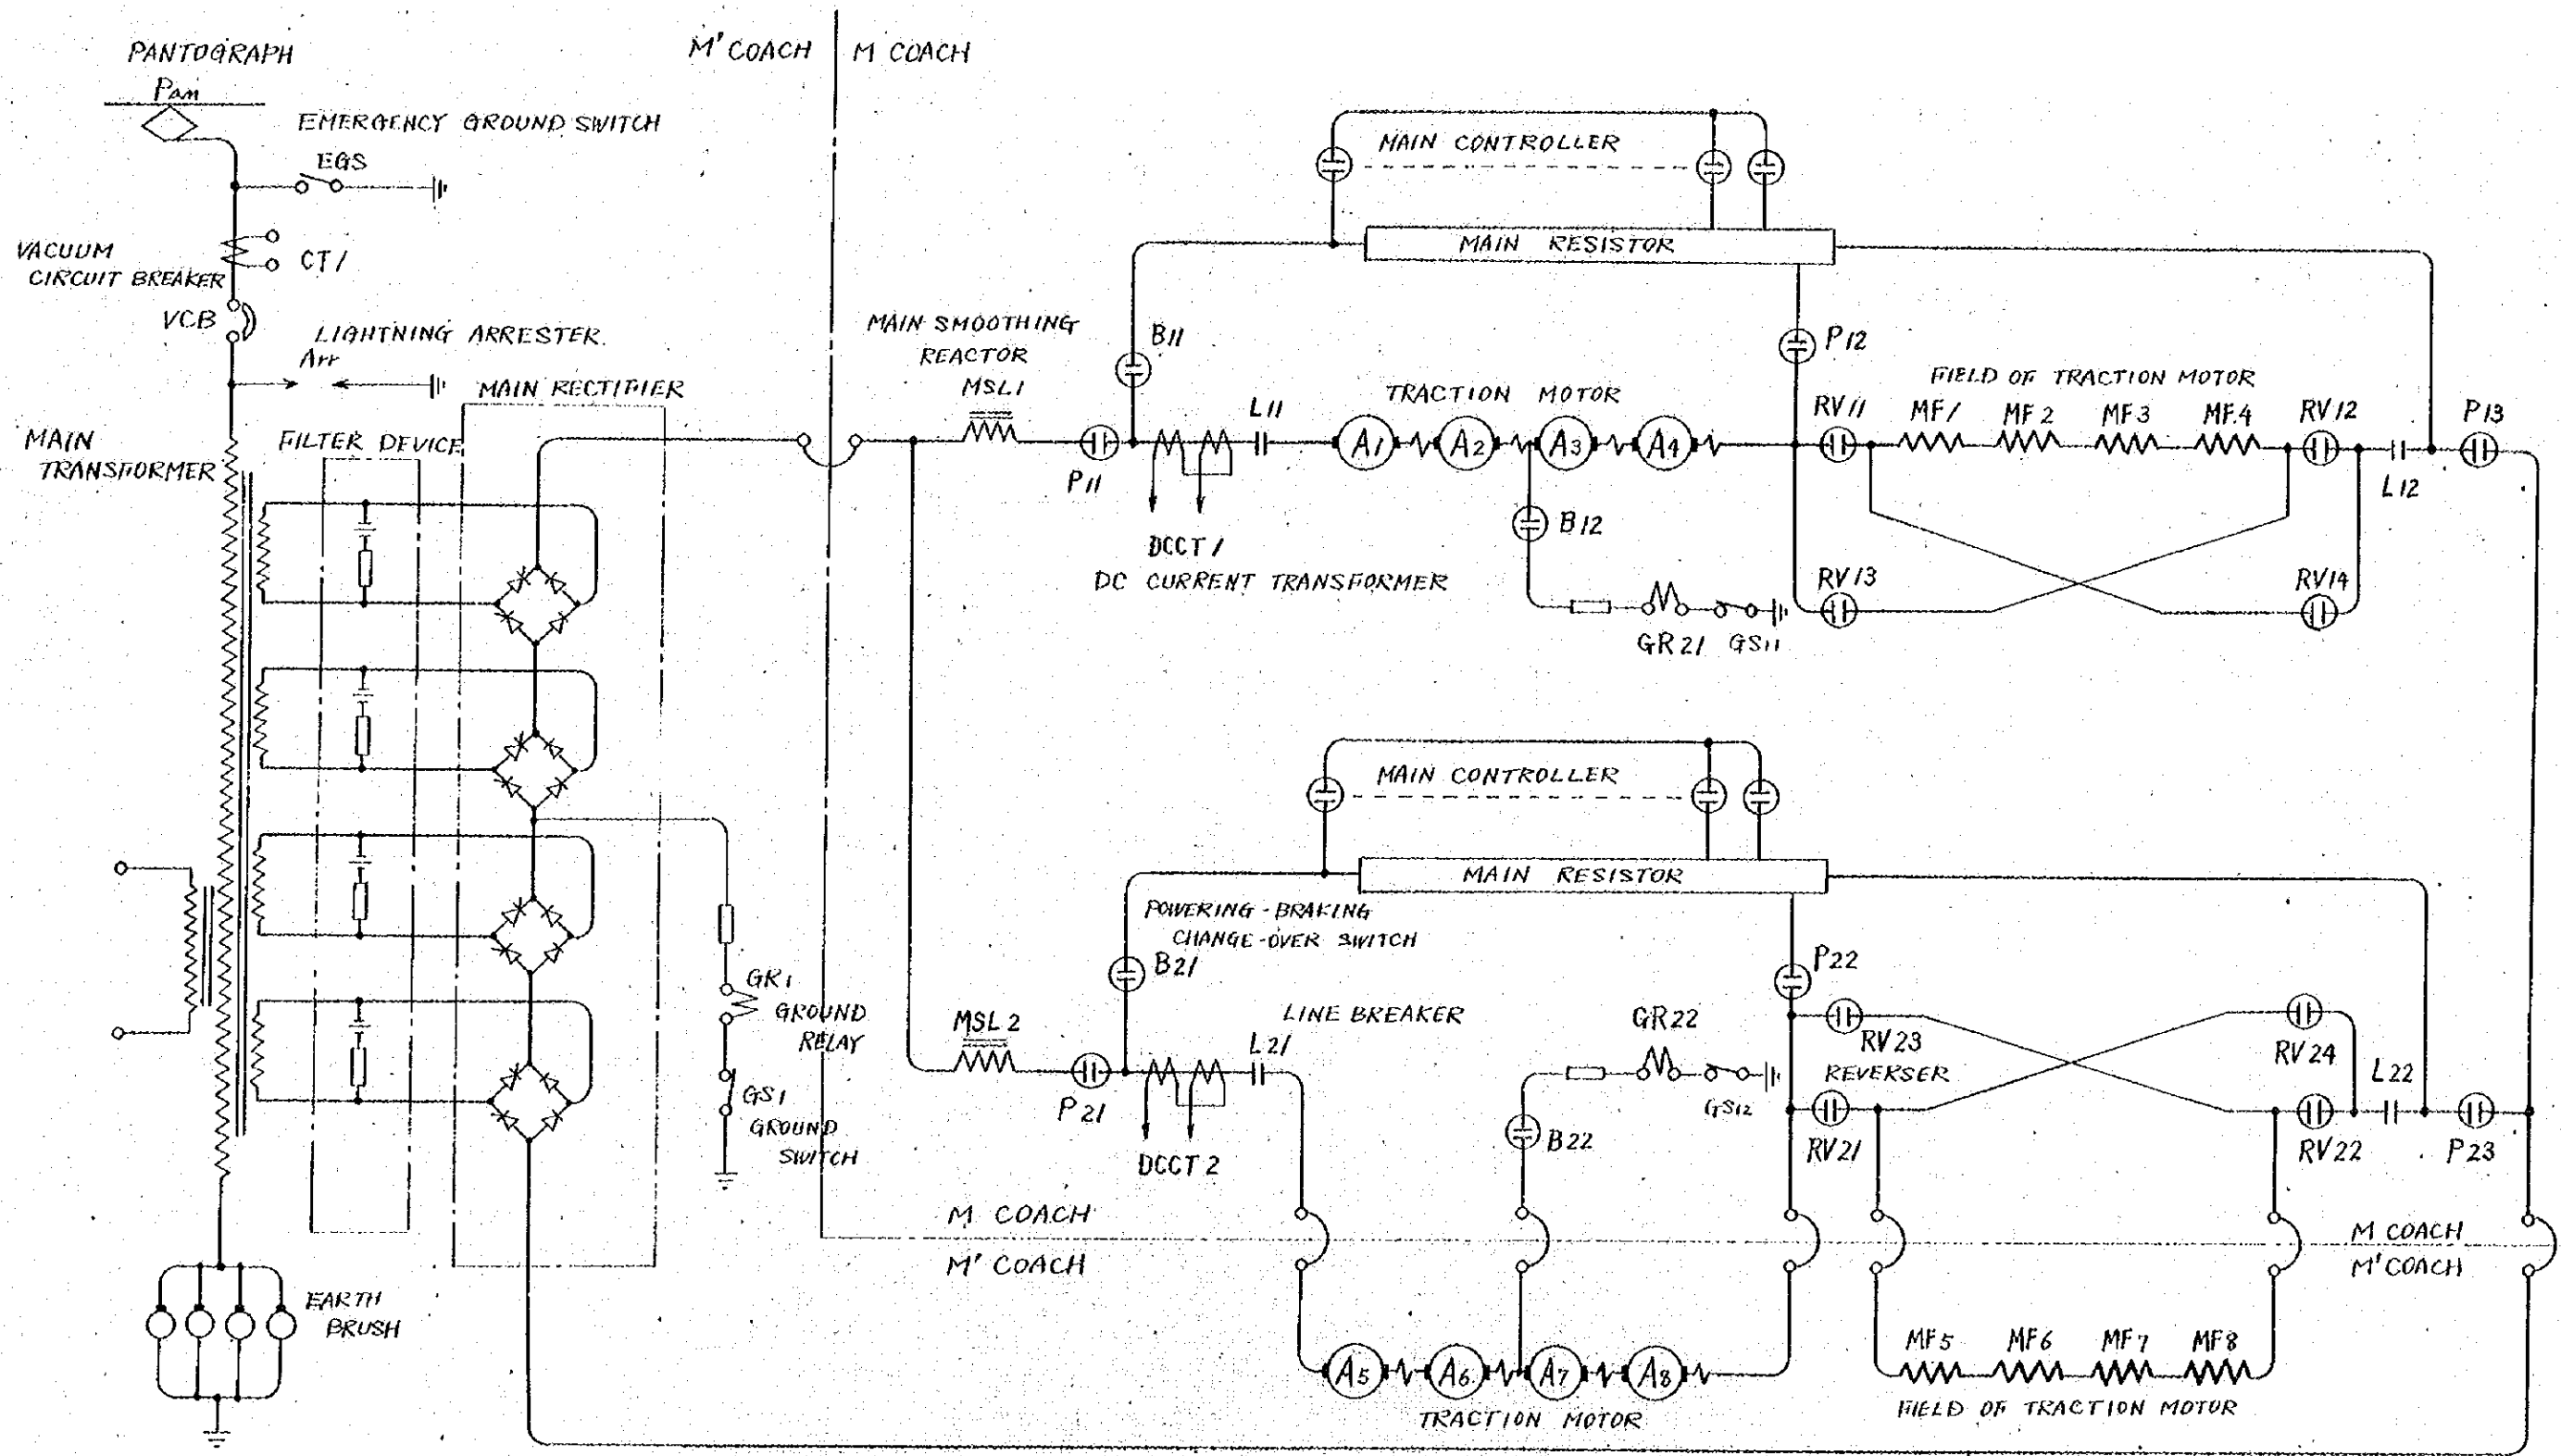 PANTOGRAPH
Pan
EMERGENCY GROUND SWITCH
EGS
VACUUM
CIRCUIT BREAKER
CT1
VCB
LIGHTNING ARRESTER.
Arr
MAIN RECTIFIER
MAIN
TRANSFORMER
FILTER DEVICE
M' COACH
M COACH
MAIN CONTROLLER
MAIN RESISTOR
MAIN SMOOTHING
REACTOR
MSL1
B11
P12
P11
L11
TRACTION MOTOR
A1
A2
A3
A4
RV11
FIELD OF TRACTION MOTOR
MF1
MF2
MF3
MF4
RV12
P13
L12
DCCT1
DC CURRENT TRANSFORMER
B12
GR21
GS11
RV13
RV14
MAIN CONTROLLER
MAIN RESISTOR
POWERING-BRAKING
CHANGE-OVER SWITCH
B21
P22
GR1
GROUND
RELAY
GS1
GROUND
SWITCH
MSL2
P21
LINE BREAKER
L21
DCCT2
GR22
GS12
B22
RV23
REVERSER
RV21
RV24
L22
RV22
P23
M COACH
M' COACH
M COACH
M' COACH
EARTH
BRUSH
A5
A6
A7
A8
TRACTION MOTOR
MF5
MF6
MF7
MF8
FIELD OF TRACTION MOTOR